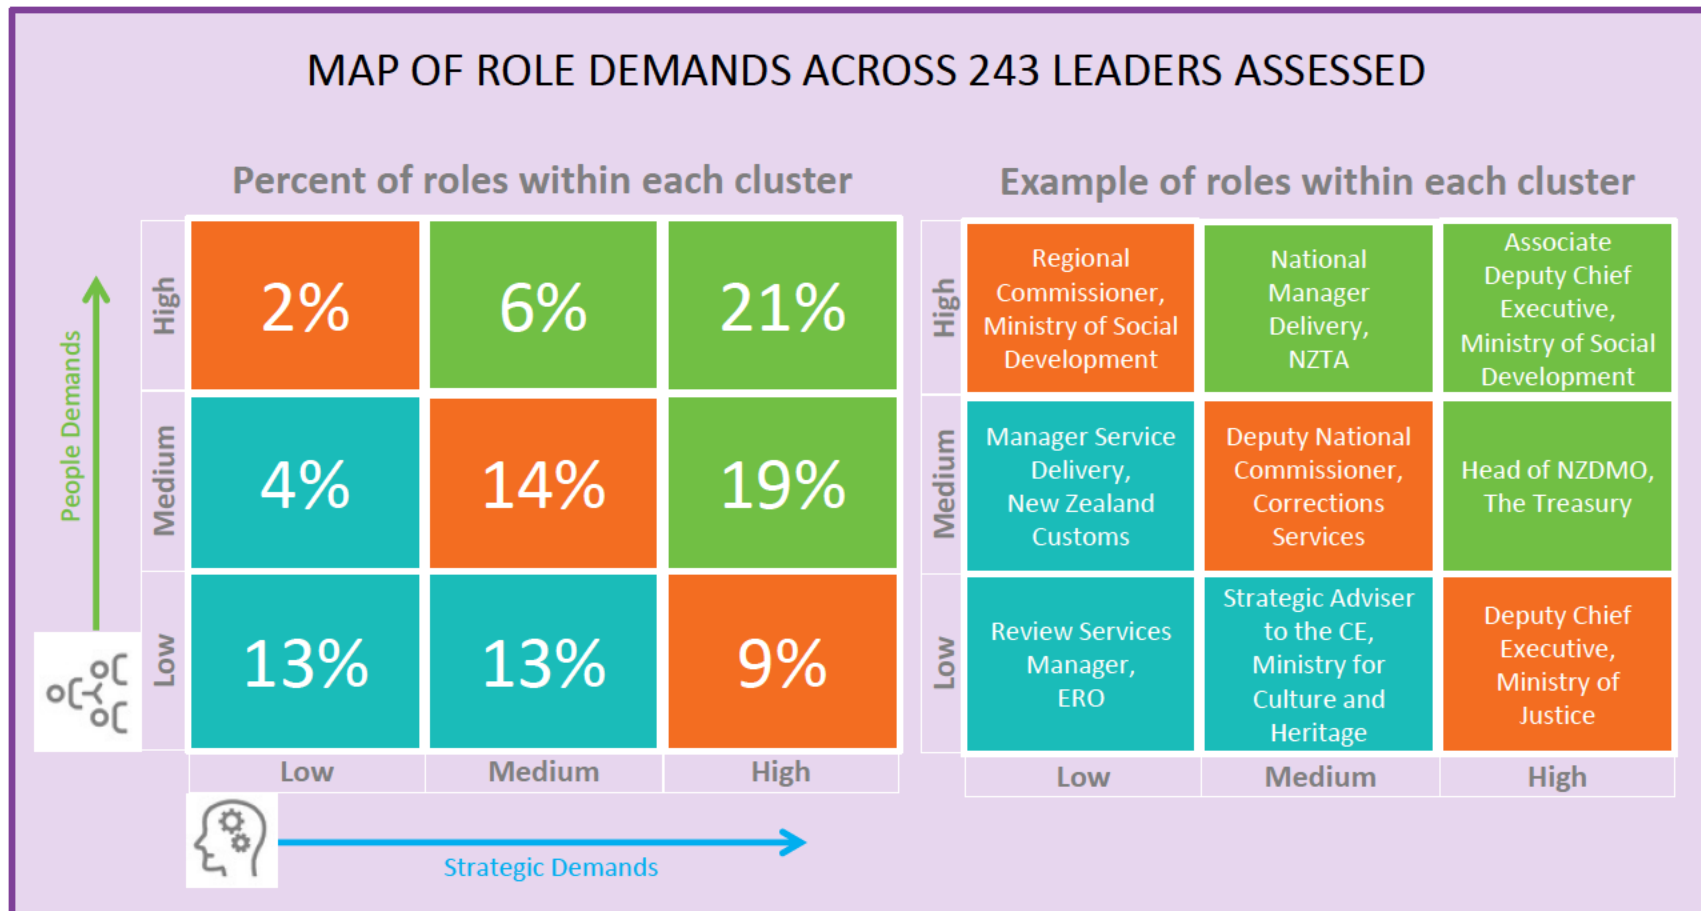 MAP OF ROLE DEMANDS ACROSS 243 LEADERS ASSESSED
Percent of roles within each cluster
High
2%
6%
21%
Medium
4%
14%
19%
Low
13%
13%
9%
Low
Medium
High
People Demands
Strategic Demands
Example of roles within each cluster
High
Regional
Commissioner,
Ministry of Social
Development
National
Manager
Delivery,
NZTA
Associate
Deputy Chief
Executive,
Ministry of Social
Development
Medium
Manager Service
Delivery,
New Zealand
Customs
Deputy National
Commissioner,
Corrections
Services
Head of NZDMO,
The Treasury
Low
Review Services
Manager,
ERO
Strategic Adviser
to the CE,
Ministry for
Culture and
Heritage
Deputy Chief
Executive,
Ministry of
Justice
Low
Medium
High